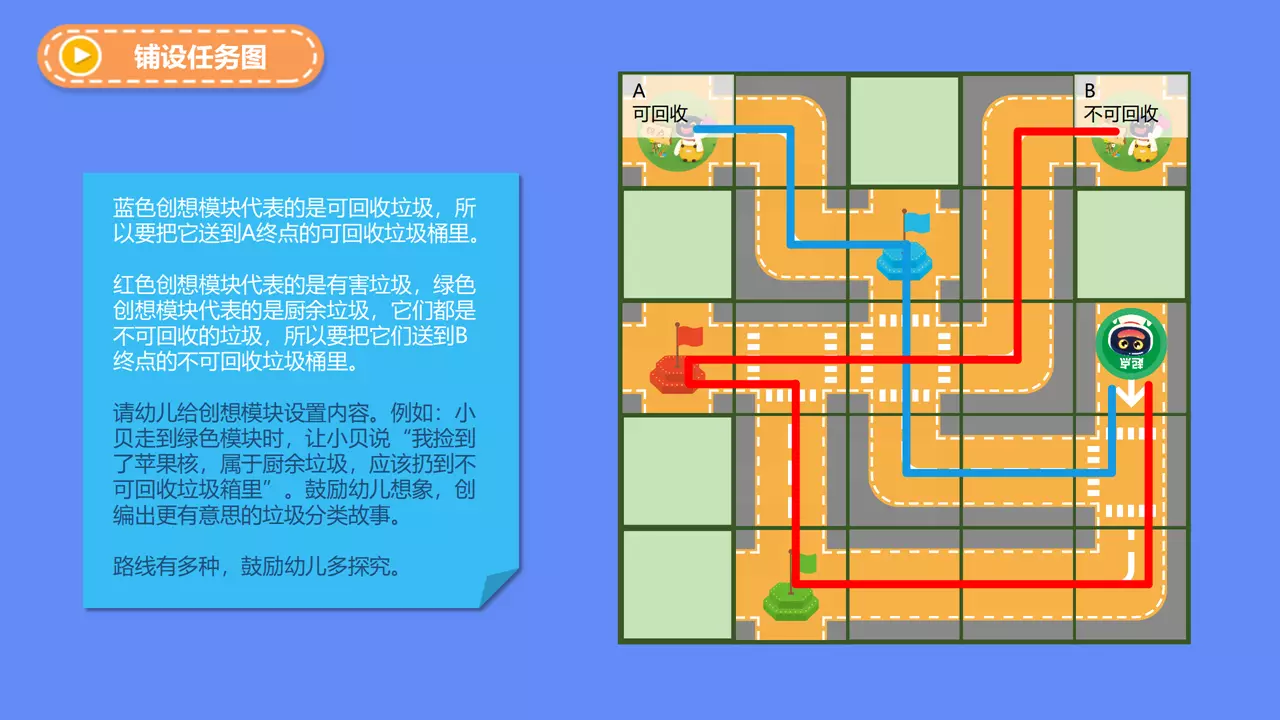 铺设任务图
蓝色创想模块代表的是可回收垃圾，所
以要把它送到A终点的可回收垃圾桶里。
红色创想模块代表的是有害垃圾，绿色
创想模块代表的是厨余垃圾，它们都是
不可回收的垃圾，所以要把它们送到B
终点的不可回收垃圾桶里。
请幼儿给创想模块设置内容。例如：小
贝走到绿色模块时，让小贝说“我捡到
了苹果核，属于厨余垃圾，应该扔到不
可回收垃圾箱里”。鼓励幼儿想象，创
编出更有意思的垃圾分类故事。
路线有多种，鼓励幼儿多探究。
A
可回收
B
不可回收
起点